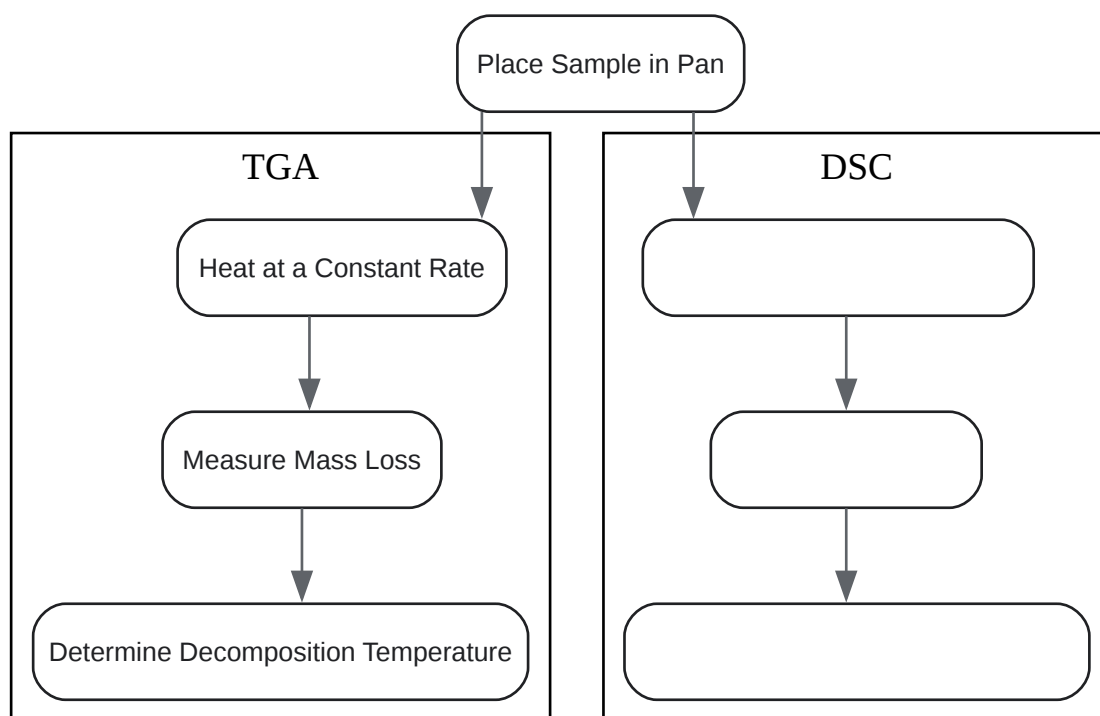 Place Sample in Pan
TGA
Heat at a Constant Rate
Measure Mass Loss
Determine Decomposition Temperature
DSC